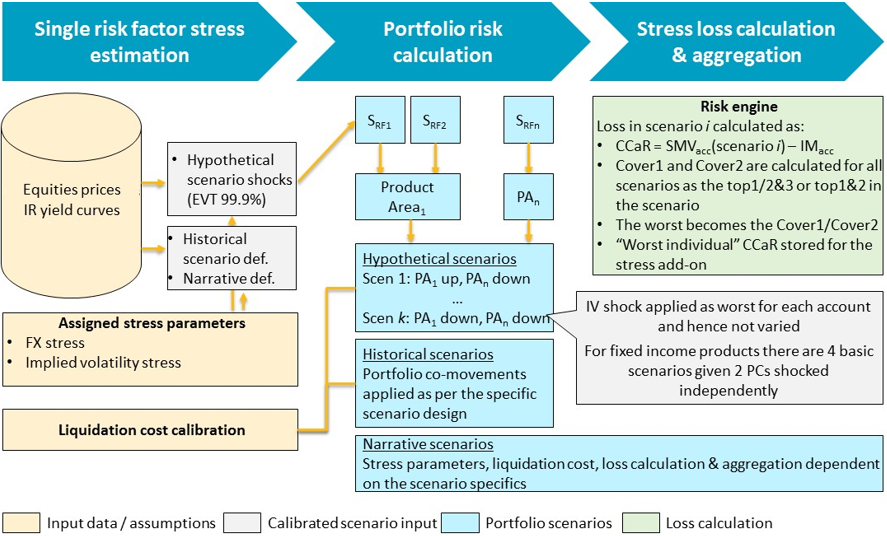 Single risk factor stress
estimation
Portfolio risk
calculation
Stress loss calculation
& aggregation
Equities prices
IR yield curves
• Hypothetical
scenario shocks
(EVT 99.9%)
• Historical
scenario def.
• Narrative def.
Assigned stress parameters
• FX stress
• Implied volatility stress
Liquidation cost calibration
SRF1
SRF2
SRFn
Product
Area1
PAn
Hypothetical scenarios
Scen 1: PA1 up, PAn down
...
Scen k: PA1 down, PAn down
Historical scenarios
Portfolio co-movements
applied as per the specific
scenario design
Narrative scenarios
Stress parameters, liquidation cost, loss calculation & aggregation dependent
on the scenario specifics
Risk engine
Loss in scenario i calculated as:
• CCaR = SMVacc(scenario i) – IMacc
• Cover1 and Cover2 are calculated for all
scenarios as the top1/2&3 or top1&2 in
the scenario
• The worst becomes the Cover1/Cover2
• “Worst individual” CCaR stored for the
stress add-on
IV shock applied as worst for each account
and hence not varied
For fixed income products there are 4 basic
scenarios given 2 PCs shocked
independently
Input data / assumptions
Calibrated scenario input
Portfolio scenarios
Loss calculation